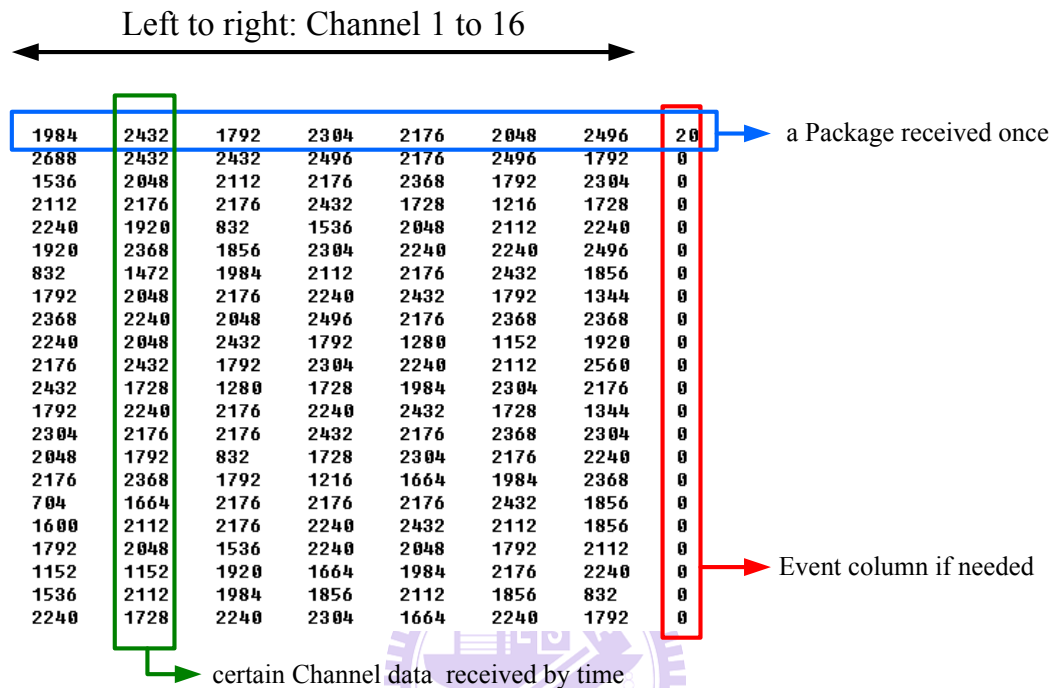 Left to right: Channel 1 to 16
1984 2432 1792 2304 2176 2048 2496 20
a Package received once
2688 2432 2432 2496 2176 2496 1792 0
1536 2048 2112 2176 2368 1792 2304 0
2112 2176 2176 2432 1728 1216 1728 0
2240 1920 832 1536 2048 2112 2240 0
1920 2368 1856 2304 2240 2240 2496 0
832 1472 1984 2112 2176 2432 1856 0
1792 2048 2176 2240 2432 1792 1344 0
2368 2240 2048 2496 2176 2368 2368 0
2240 2048 2432 1792 1280 1152 1920 0
2176 2432 1792 2304 2240 2112 2560 0
2432 1728 1280 1728 1984 2304 2176 0
1792 2240 2176 2240 2432 1728 1344 0
2304 2176 2176 2432 2176 2368 2304 0
2048 1792 832 1728 2304 2176 2240 0
2176 2368 1792 1216 1664 1984 2368 0
704 1664 2176 2176 2176 2432 1856 0
1600 2112 2176 2240 2432 2112 1856 0
1792 2048 1536 2240 2048 1792 2112 0
1152 1152 1920 1664 1984 2176 2240 0
Event column if needed
1536 2112 1984 1856 2112 1856 832 0
2240 1728 2240 2304 1664 2240 1792 0
certain Channel data received by time